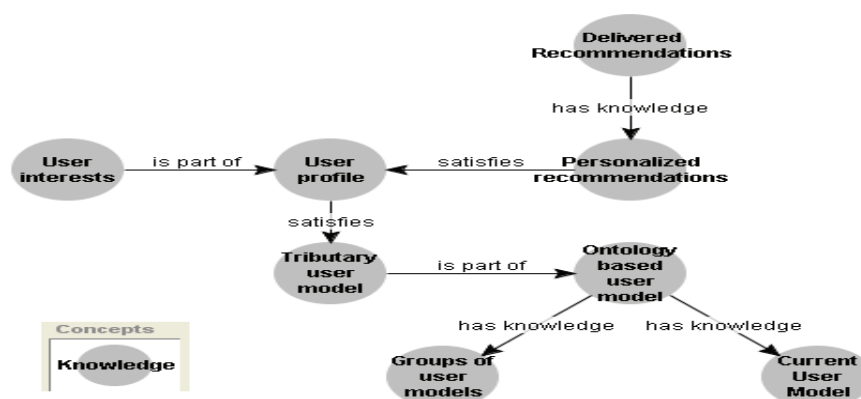 Delivered
Recommendations
has knowledge
User
interests
is part of
User
profile
satisfies
Personalized
recommendations
satisfies
Tributary
user
model
is part of
Ontology
based
user
model
has knowledge
has knowledge
Concepts
Knowledge
Groups of
user
models
Current
User
Model